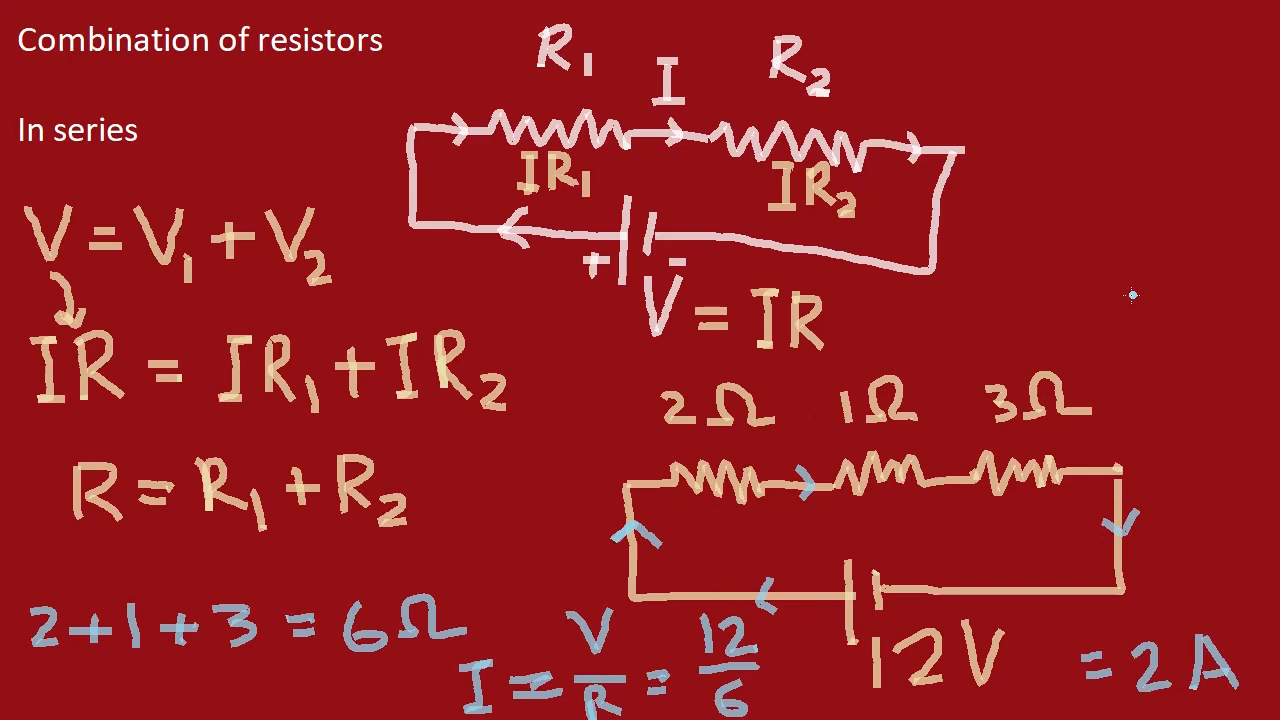 Combination of resistors
R₁ I R₂
In series
IR₁ IR₂
V = V₁ + V₂
+ -
V = IR
IR = IR₁ + IR₂
2Ω 1Ω 3Ω
R = R₁ + R₂
2+1+3 = 6Ω
12V
I = V/R = 12/6 = 2A